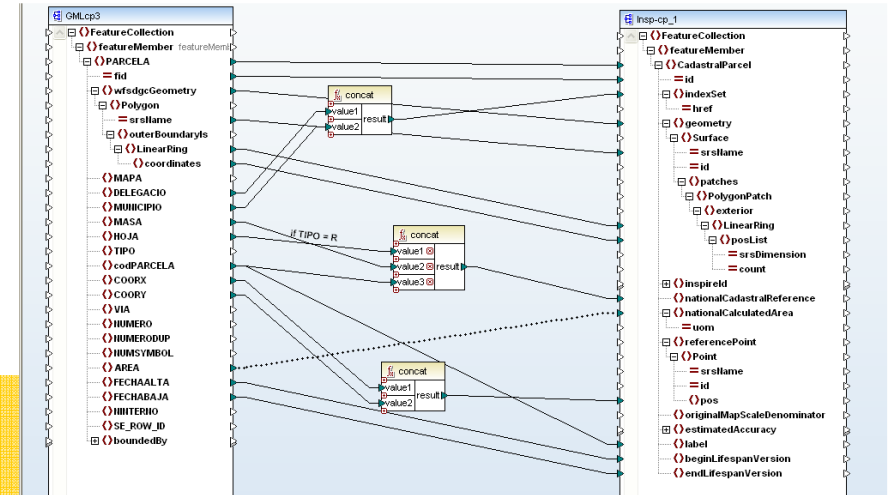 GMLcp3
FeatureCollection
featureMember featureMemb
PARCELA
fid
wfsdgcGeometry
Polygon
srsName
outerBoundaryIs
LinearRing
coordinates
MAPA
DELEGACIO
MUNICIPIO
MASA
HOJA
TIPO
codPARCELA
COORX
COORY
VIA
NUMERO
NUMERODUP
NUMSYMBOL
AREA
FECHAALTA
FECHABAJA
NINTERNO
SE_ROW_ID
boundedBy
concat
value1
value2
result
if TIPO = R
concat
value1
value2
value3
result
concat
value1
value2
result
Insp-cp_1
FeatureCollection
featureMember
CadastralParcel
id
indexSet
href
geometry
Surface
srsName
id
patches
PolygonPatch
exterior
LinearRing
posList
srsDimension
count
inspireId
nationalCadastralReference
nationalCalculatedArea
uom
referencePoint
Point
srsName
id
pos
originalMapScaleDenominator
estimatedAccuracy
label
beginLifespanVersion
endLifespanVersion